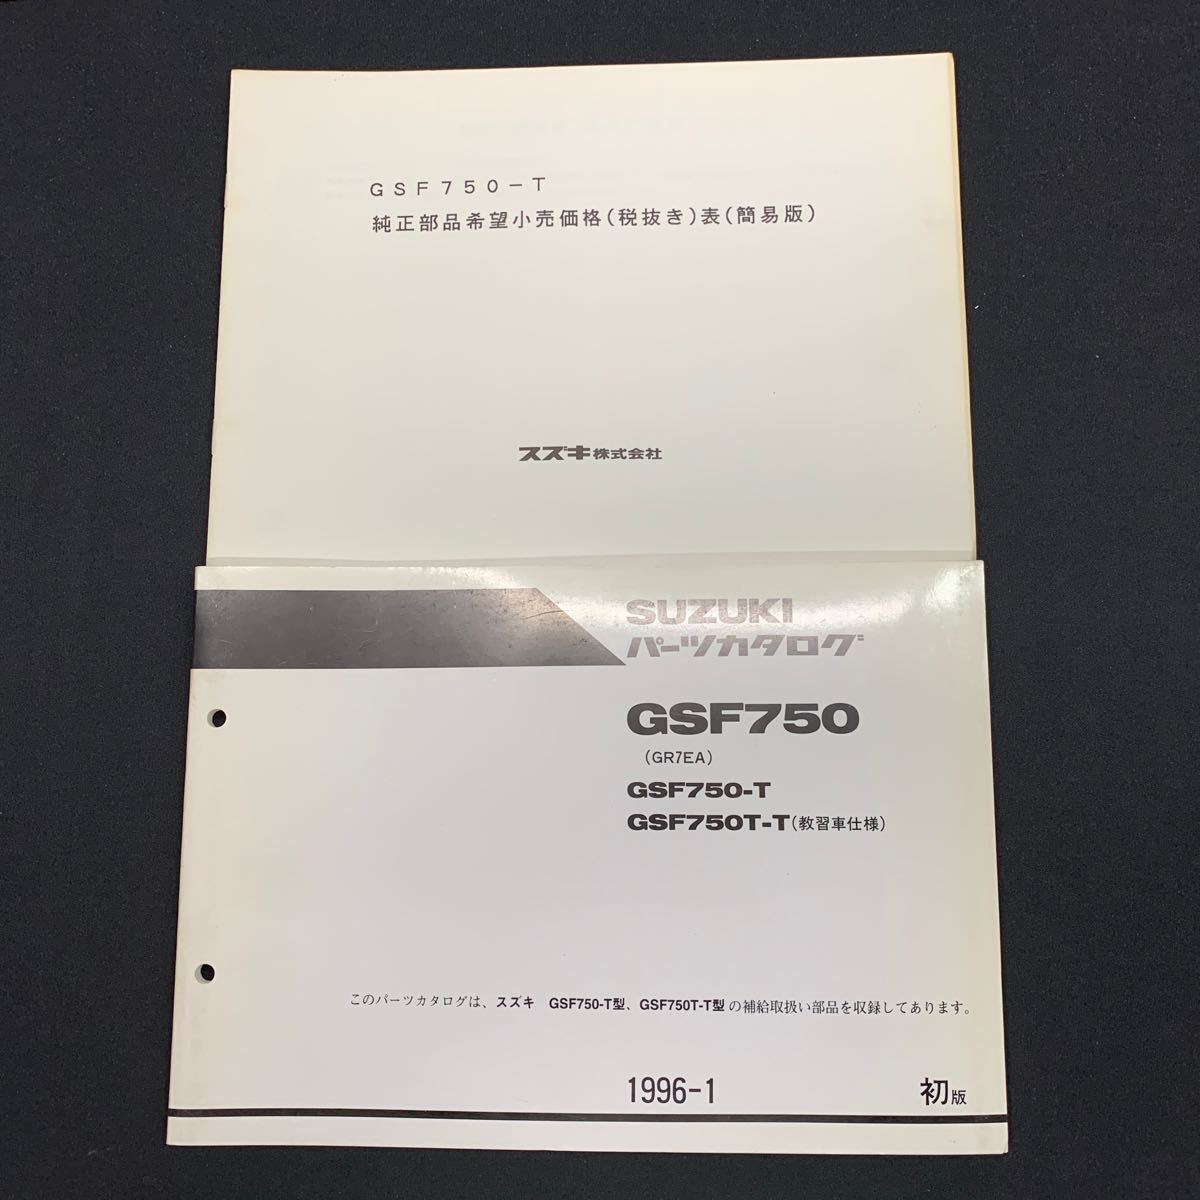 GSF750-T
純正部品希望小売価格(税抜き)表(簡易版)
スズキ株式会社
SUZUKI
パーツカタログ
GSF750
(GR7EA)
GSF750-T
GSF750T-T(教習車仕様)
このパーツカタログは、スズキ GSF750-T型、GSF750T-T型の補給取扱い部品を収録してあります。
1996-1 初版